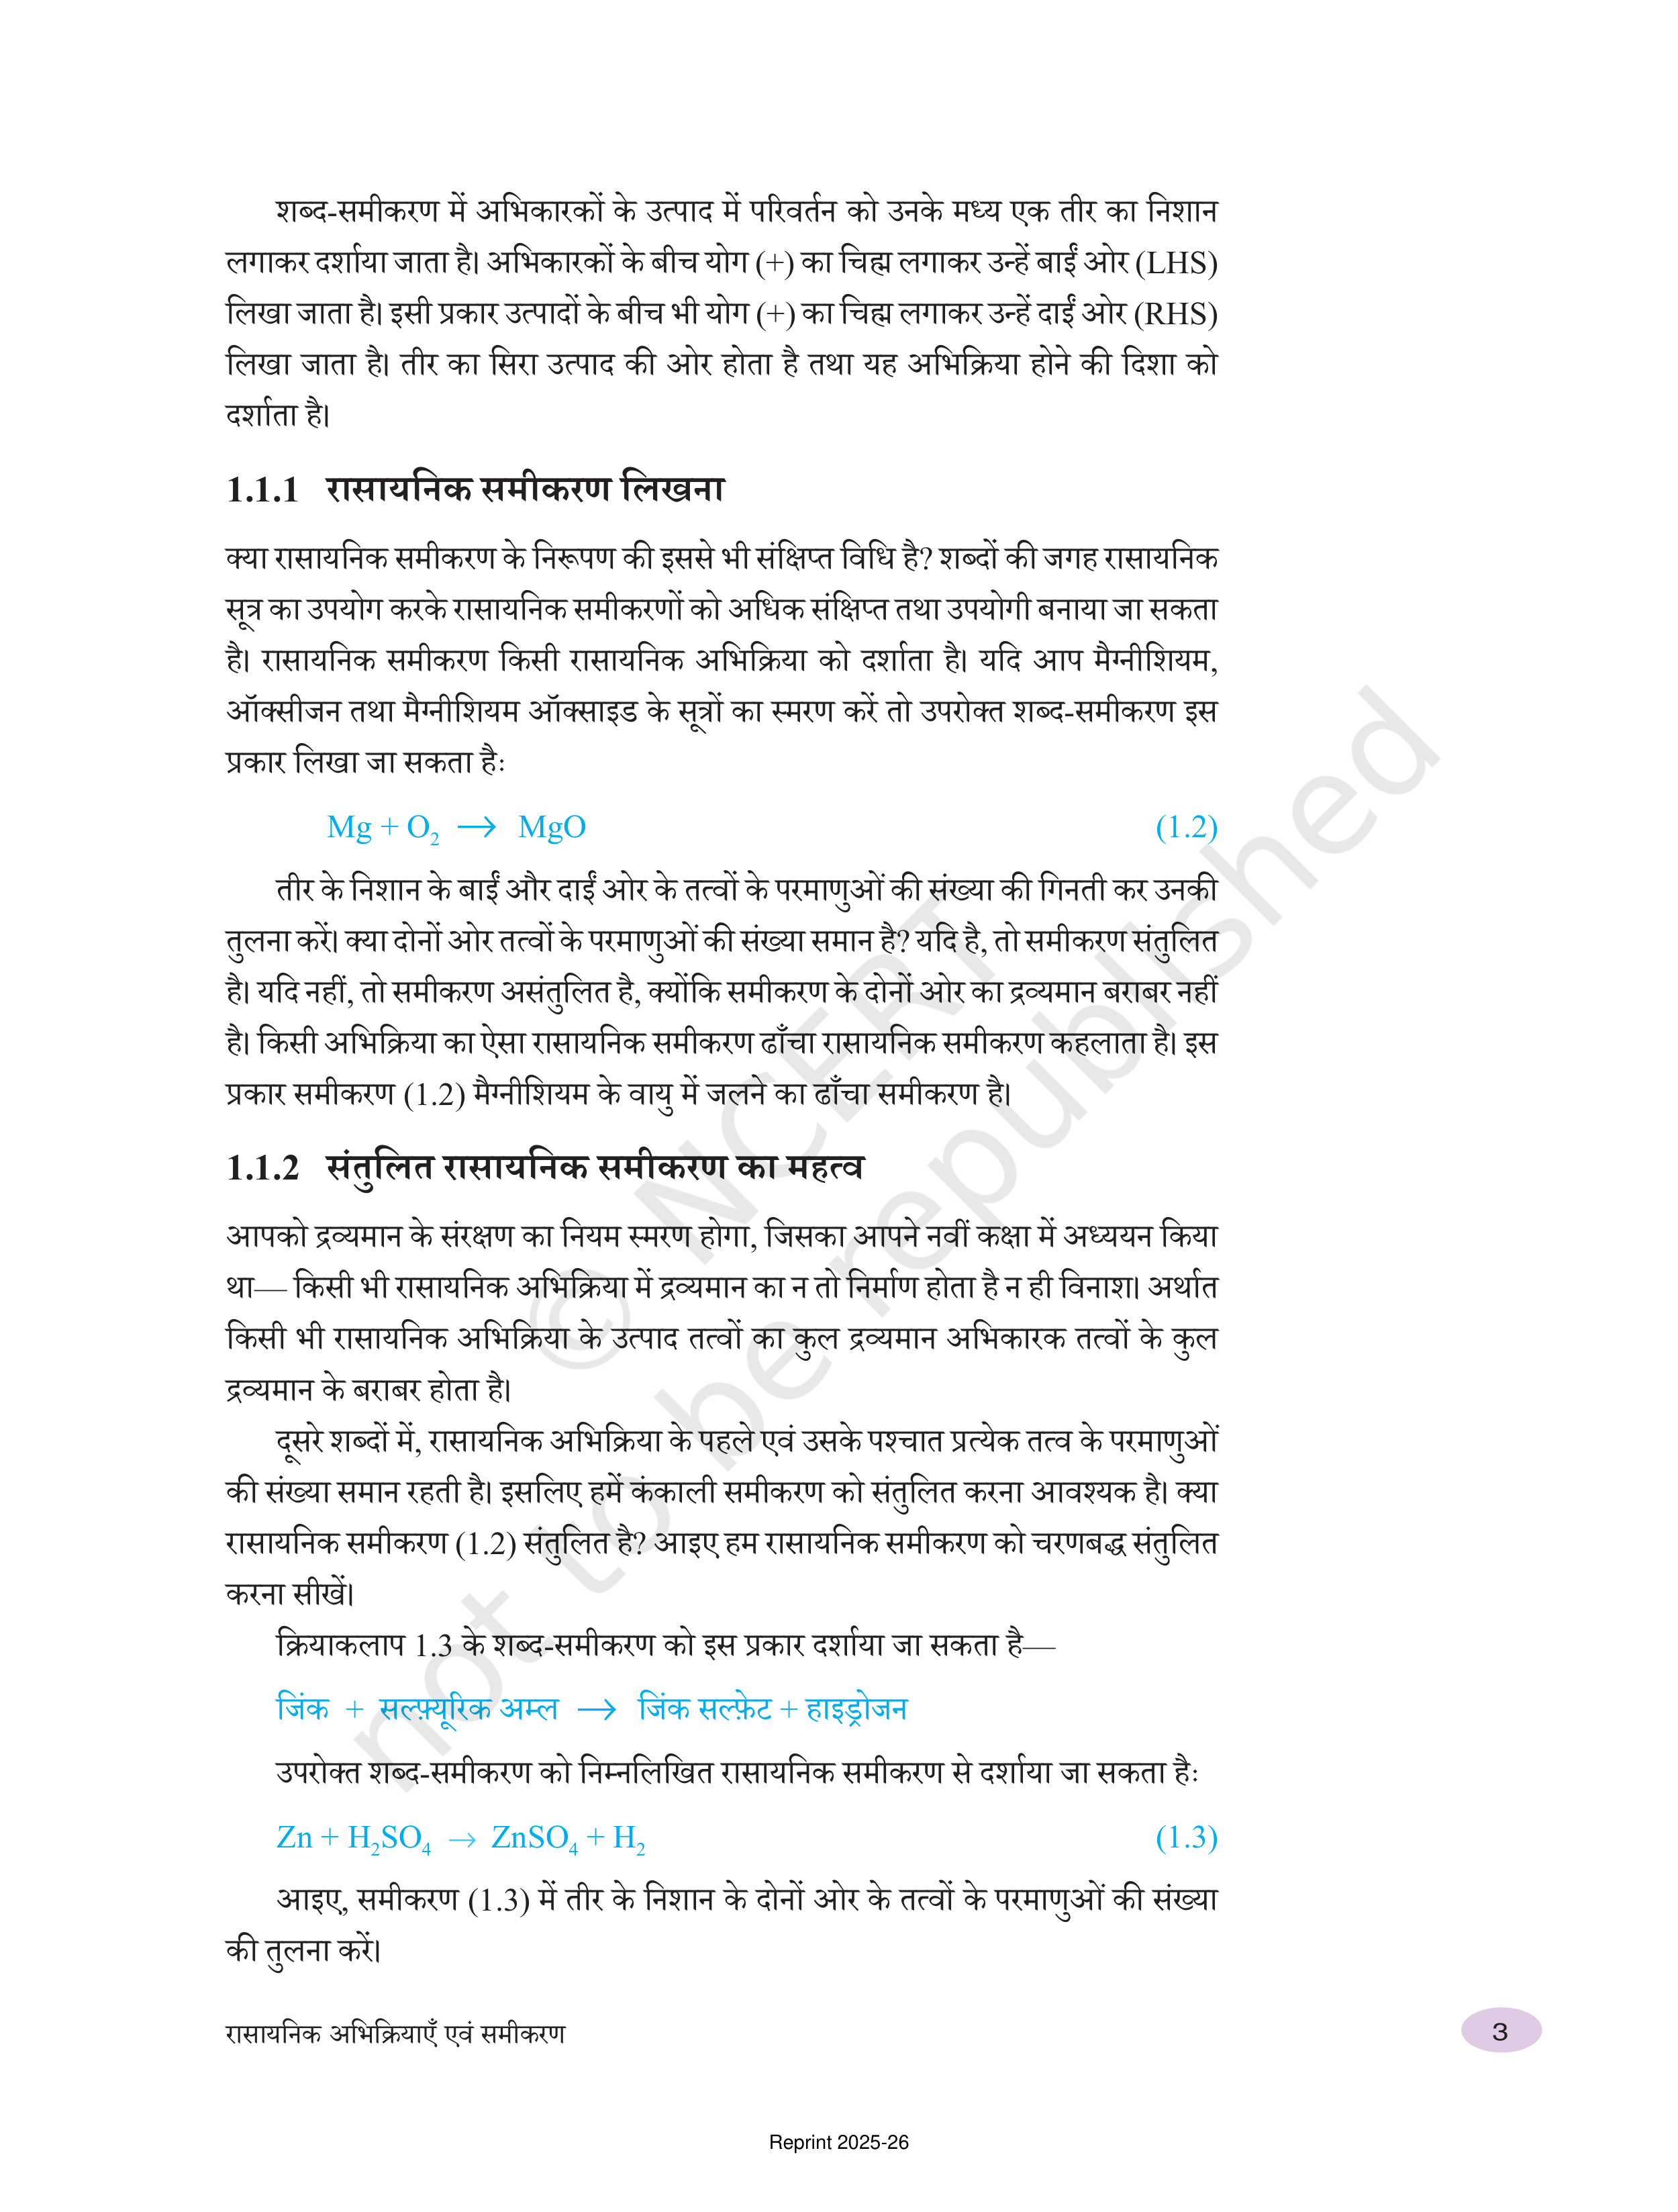 शब्द-समीकरण में अभिकारकों के उत्पाद में परिवर्तन को उनके मध्य एक तीर का निशान
लगाकर दर्शाया जाता है। अभिकारकों के बीच योग (+) का चिह्न लगाकर उन्हें बाईं ओर (LHS)
लिखा जाता है। इसी प्रकार उत्पादों के बीच भी योग (+) का चिह्न लगाकर उन्हें दाईं ओर (RHS)
लिखा जाता है। तीर का सिरा उत्पाद की ओर होता है तथा यह अभिक्रिया होने की दिशा को
दर्शाता है।
1.1.1 रासायनिक समीकरण लिखना
क्या रासायनिक समीकरण के निरूपण की इससे भी संक्षिप्त विधि है? शब्दों की जगह रासायनिक
सूत्र का उपयोग करके रासायनिक समीकरणों को अधिक संक्षिप्त तथा उपयोगी बनाया जा सकता
है। रासायनिक समीकरण किसी रासायनिक अभिक्रिया को दर्शाता है। यदि आप मैग्नीशियम,
ऑक्सीजन तथा मैग्नीशियम ऑक्साइड के सूत्रों का स्मरण करें तो उपरोक्त शब्द-समीकरण इस
प्रकार लिखा जा सकता हैः
Mg + O₂ ⟶ MgO (1.2)
तीर के निशान के बाईं और दाईं ओर के तत्वों के परमाणुओं की संख्या की गिनती कर उनकी
तुलना करें। क्या दोनों ओर तत्वों के परमाणुओं की संख्या समान है? यदि है, तो समीकरण संतुलित
है। यदि नहीं, तो समीकरण असंतुलित है, क्योंकि समीकरण के दोनों ओर का द्रव्यमान बराबर नहीं
है। किसी अभिक्रिया का ऐसा रासायनिक समीकरण ढाँचा रासायनिक समीकरण कहलाता है। इस
प्रकार समीकरण (1.2) मैग्नीशियम के वायु में जलने का ढाँचा समीकरण है।
1.1.2 संतुलित रासायनिक समीकरण का महत्व
आपको द्रव्यमान के संरक्षण का नियम स्मरण होगा, जिसका आपने नवीं कक्षा में अध्ययन किया
था— किसी भी रासायनिक अभिक्रिया में द्रव्यमान का न तो निर्माण होता है न ही विनाश। अर्थात
किसी भी रासायनिक अभिक्रिया के उत्पाद तत्वों का कुल द्रव्यमान अभिकारक तत्वों के कुल
द्रव्यमान के बराबर होता है।
दूसरे शब्दों में, रासायनिक अभिक्रिया के पहले एवं उसके पश्चात प्रत्येक तत्व के परमाणुओं
की संख्या समान रहती है। इसलिए हमें कंकाली समीकरण को संतुलित करना आवश्यक है। क्या
रासायनिक समीकरण (1.2) संतुलित है? आइए हम रासायनिक समीकरण को चरणबद्ध संतुलित
करना सीखें।
क्रियाकलाप 1.3 के शब्द-समीकरण को इस प्रकार दर्शाया जा सकता है—
जिंक + सल्फ़्यूरिक अम्ल ⟶ जिंक सल्फ़ेट + हाइड्रोजन
उपरोक्त शब्द-समीकरण को निम्नलिखित रासायनिक समीकरण से दर्शाया जा सकता हैः
Zn + H₂SO₄ → ZnSO₄ + H₂ (1.3)
आइए, समीकरण (1.3) में तीर के निशान के दोनों ओर के तत्वों के परमाणुओं की संख्या
की तुलना करें।
रासायनिक अभिक्रियाएँ एवं समीकरण 3
Reprint 2025-26
© NCERT
not to be republished